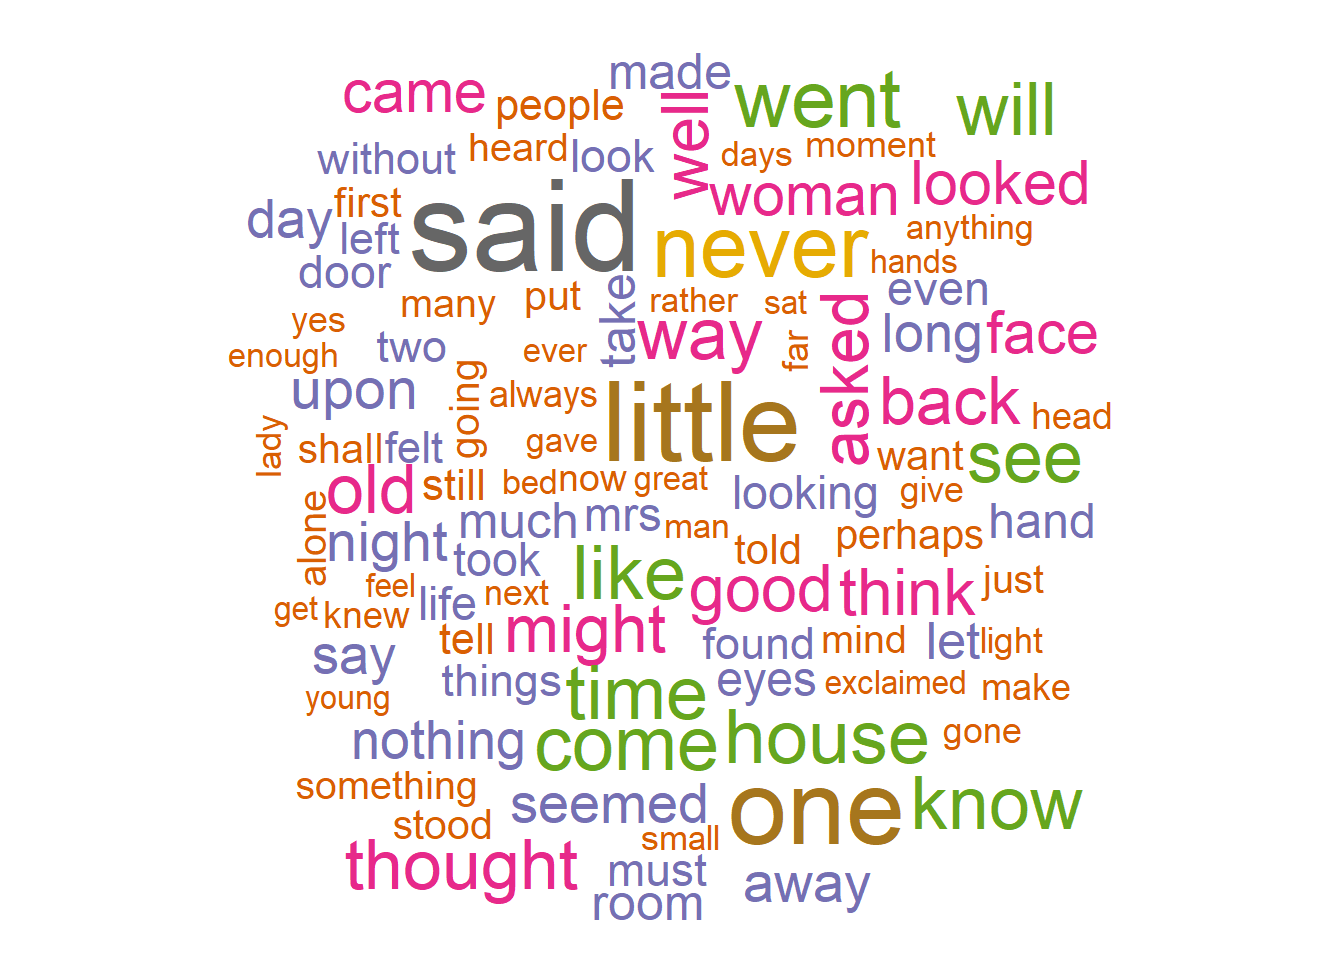 made
came
people
went
will
well
without
heard
look
days
moment
woman
looked
day
first
left
said
never
anything
door
hands
many
put
take
rather
sat
even
yes
way
far
asked
long
face
enough
two
ever
upon
going
always
little
back
head
lady
shall
felt
gave
want
see
old
still
bed
now
great
looking
give
alone
night
much
mrs
man
told
perhaps
hand
took
like
good
think
just
feel
life
next
get
knew
might
tell
found
mind
let
light
say
things
time
eyes
exclaimed
make
young
nothing
come
house
gone
something
seemed
one
know
stood
small
thought
must
away
room